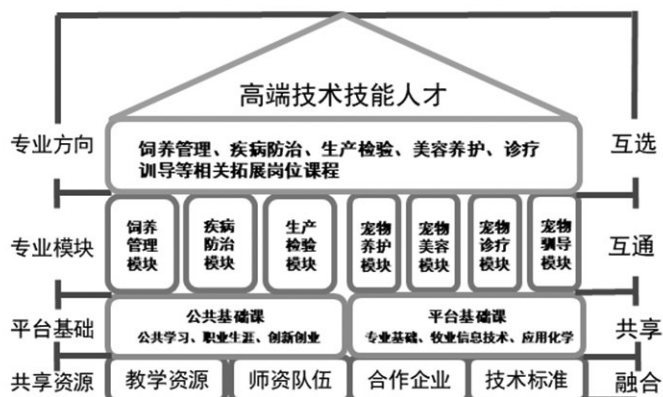 高端技术技能人才
专业方向
饲养管理、疾病防治、生产检验、美容养护、诊疗
训导等相关拓展岗位课程
互选
专业模块
饲养
管理
模块
疾病
防治
模块
生产
检验
模块
宠物
养护
模块
宠物
美容
模块
宠物
诊疗
模块
宠物
驯导
模块
互通
平台基础
公共基础课
公共学习、职业生涯、创新创业
平台基础课
专业基础、牧业信息技术、应用化学
共享
共享资源
教学资源
师资队伍
合作企业
技术标准
融合